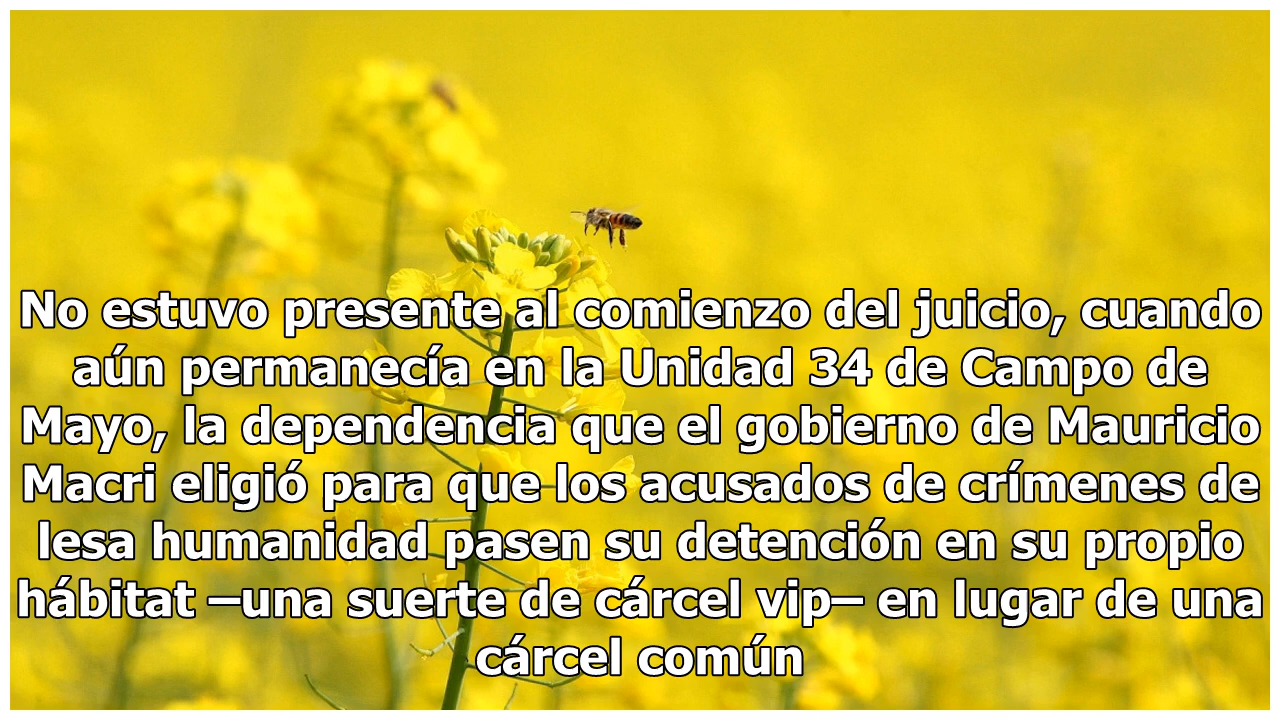 No estuvo presente al comienzo del juicio, cuando
aún permanecía en la Unidad 34 de Campo de
Mayo, la dependencia que el gobierno de Mauricio
Macri eligió para que los acusados de crímenes de
lesa humanidad pasen su detención en su propio
hábitat –una suerte de cárcel vip– en lugar de una
cárcel común